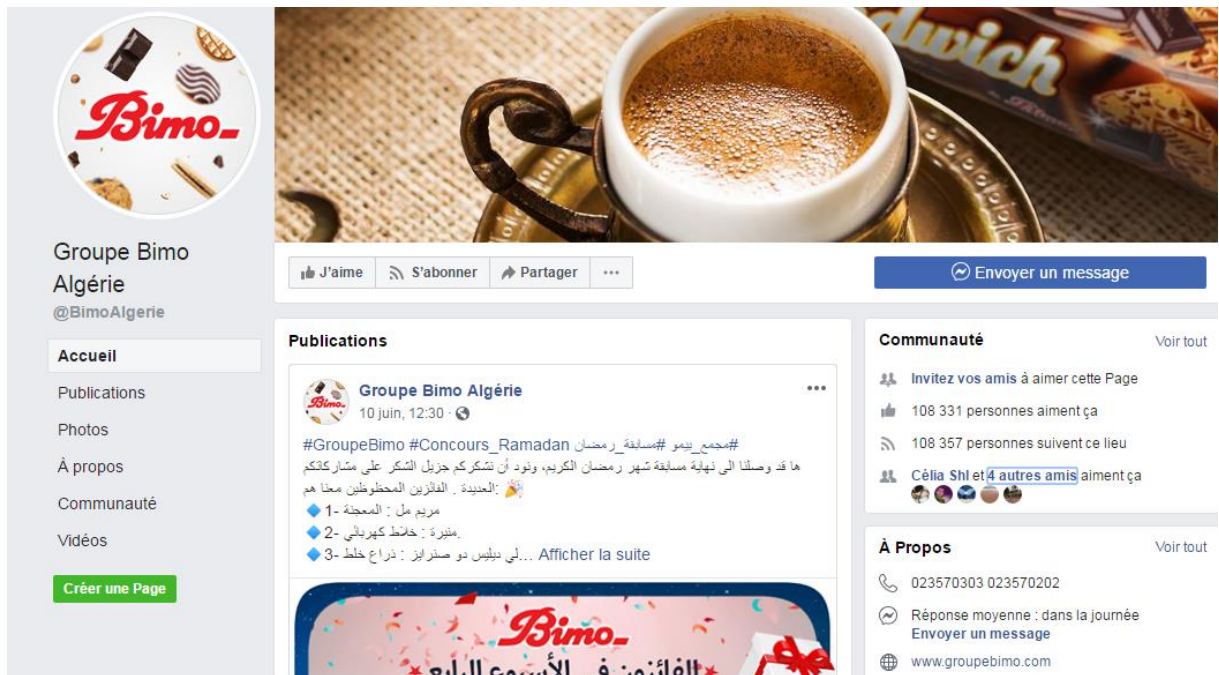 Bimo
Groupe Bimo
Algérie
@BimoAlgerie
Accueil
Publications
Photos
À propos
Communauté
Vidéos
Créer une Page
dwich
J'aime
S'abonner
Partager
...
Envoyer un message
Publications
Groupe Bimo Algérie
10 juin, 12:30 ·
#GroupeBimo #Concours_Ramadan #مجمع_بيمو #مسابقة_رمضان
ها قد وصلنا الى نهاية مسابقة شهر رمضان الكريم، ونود أن نشكركم جزيل الشكر على مشاركاتكم
العديدة . الفائزين المحظوظين معنا هم:
1- مريم مل : المعجنة
2- منيرة : خلاط كهربائي.
3- لي ديليس دو صنرايز : ذراع خلط... Afficher la suite
Bimo
الفائزون في الأسبوع الرابع
Communauté
Voir tout
Invitez vos amis à aimer cette Page
108 331 personnes aiment ça
108 357 personnes suivent ce lieu
Célia Shl et 4 autres amis aiment ça
À Propos
Voir tout
023570303 023570202
Réponse moyenne : dans la journée
Envoyer un message
www.groupebimo.com